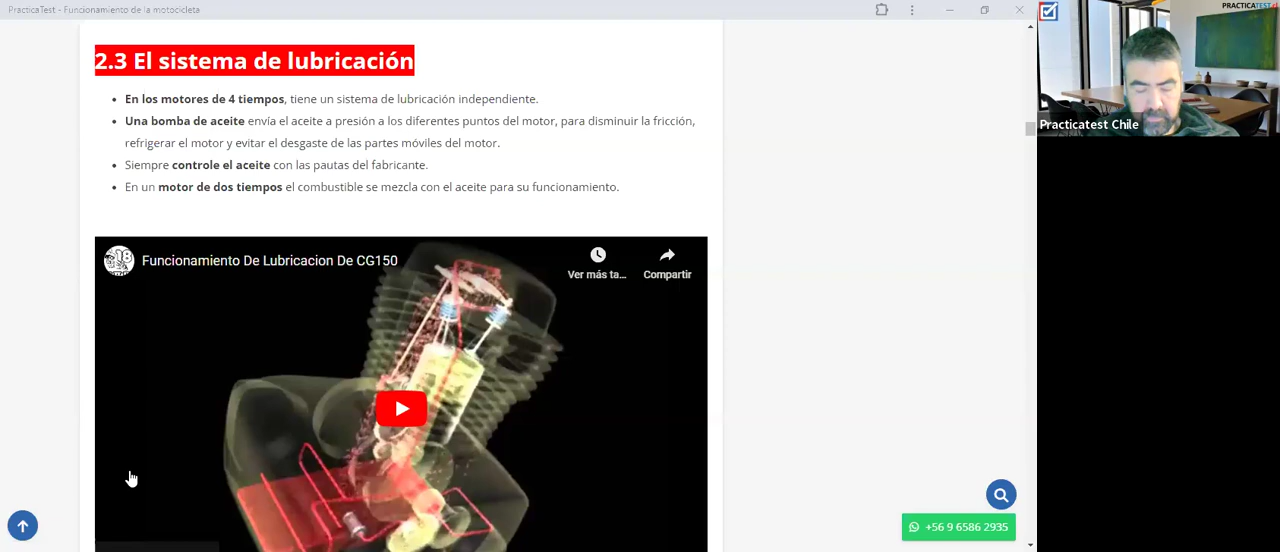 PracticaTest - Funcionamiento de la motocicleta
PRACTICATEST.cl
2.3 El sistema de lubricación
En los motores de 4 tiempos, tiene un sistema de lubricación independiente.
Una bomba de aceite envía el aceite a presión a los diferentes puntos del motor, para disminuir la fricción,
refrigerar el motor y evitar el desgaste de las partes móviles del motor.
Siempre controle el aceite con las pautas del fabricante.
En un motor de dos tiempos el combustible se mezcla con el aceite para su funcionamiento.
Practicatest Chile
Funcionamiento De Lubricacion De CG150
Ver más ta...
Compartir
+56 9 6586 2935